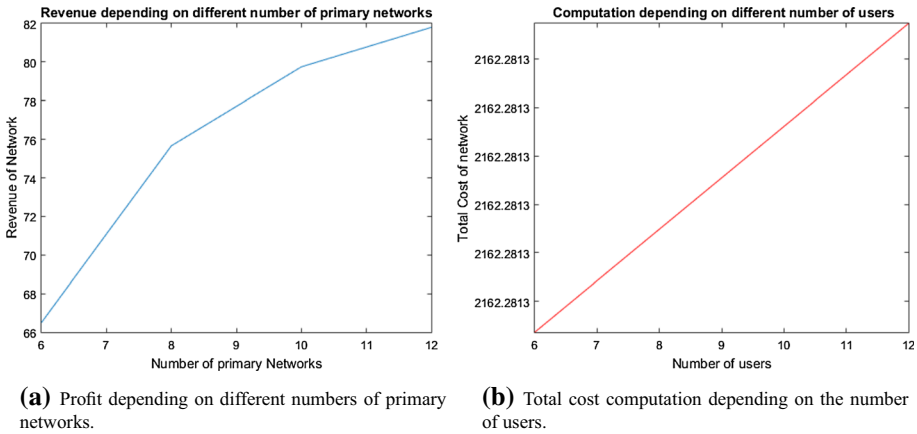 Revenue depending on different number of primary networks
82
80
78
76
74
72
70
68
66
Revenue of Network
6 7 8 9 10 11 12
Number of primary Networks
(a) Profit depending on different numbers of primary
networks.
Computation depending on different number of users
2162.2813
2162.2813
2162.2813
2162.2813
2162.2813
2162.2813
Total Cost of network
6 7 8 9 10 11 12
Number of users
(b) Total cost computation depending on the number
of users.